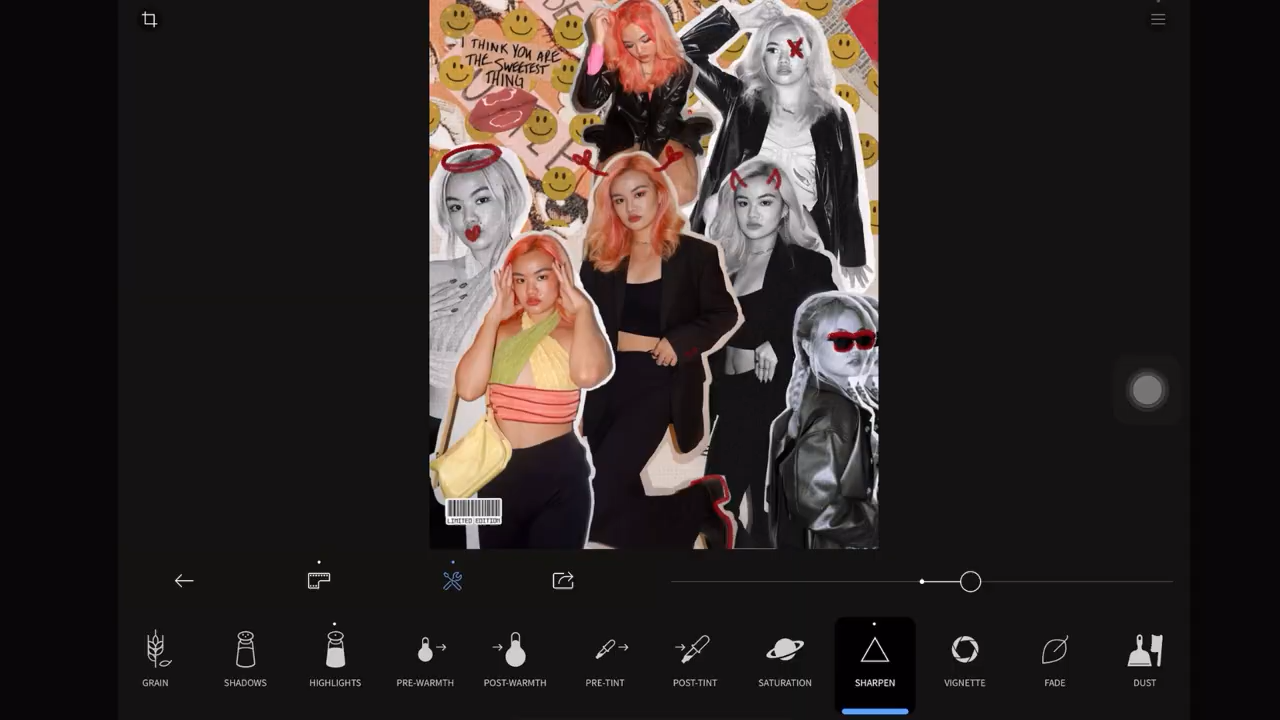 I THINK YOU ARE
THE SWEETEST
THING
LIMITED EDITION
GRAIN
SHADOWS
HIGHLIGHTS
PRE-WARMTH
POST-WARMTH
PRE-TINT
POST-TINT
SATURATION
SHARPEN
VIGNETTE
FADE
DUST